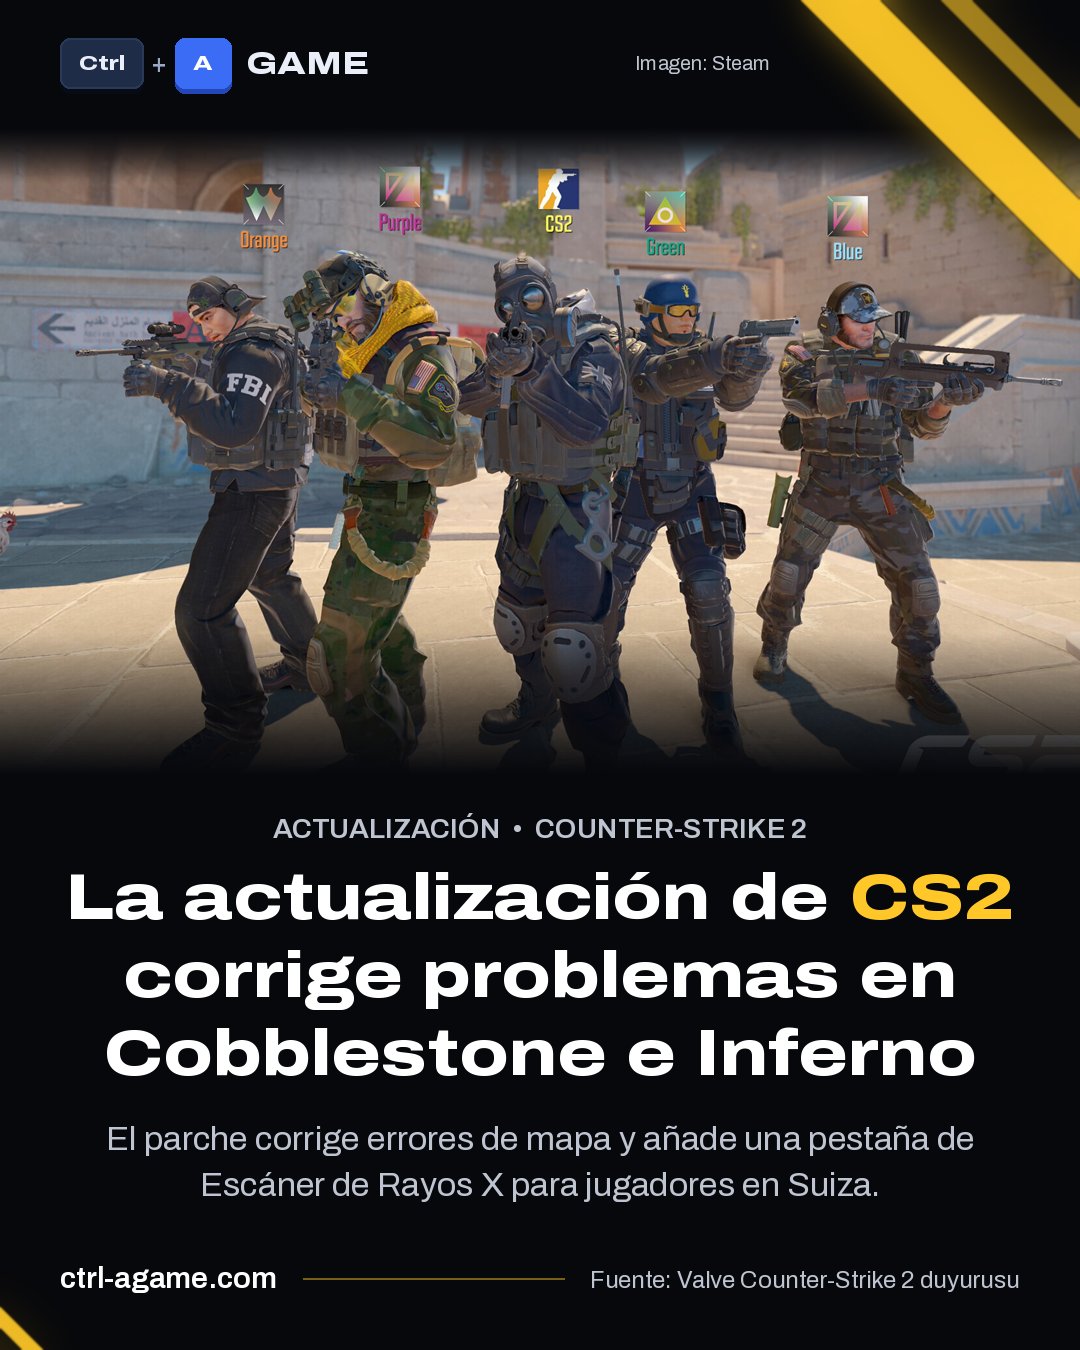 Ctrl + A GAME
Imagen: Steam
Orange
Purple
CS2
Green
Blue
FBI
ACTUALIZACIÓN • COUNTER-STRIKE 2
La actualización de CS2
corrige problemas en
Cobblestone e Inferno
El parche corrige errores de mapa y añade una pestaña de
Escáner de Rayos X para jugadores en Suiza.
ctrl-agame.com
Fuente: Valve Counter-Strike 2 duyurusu